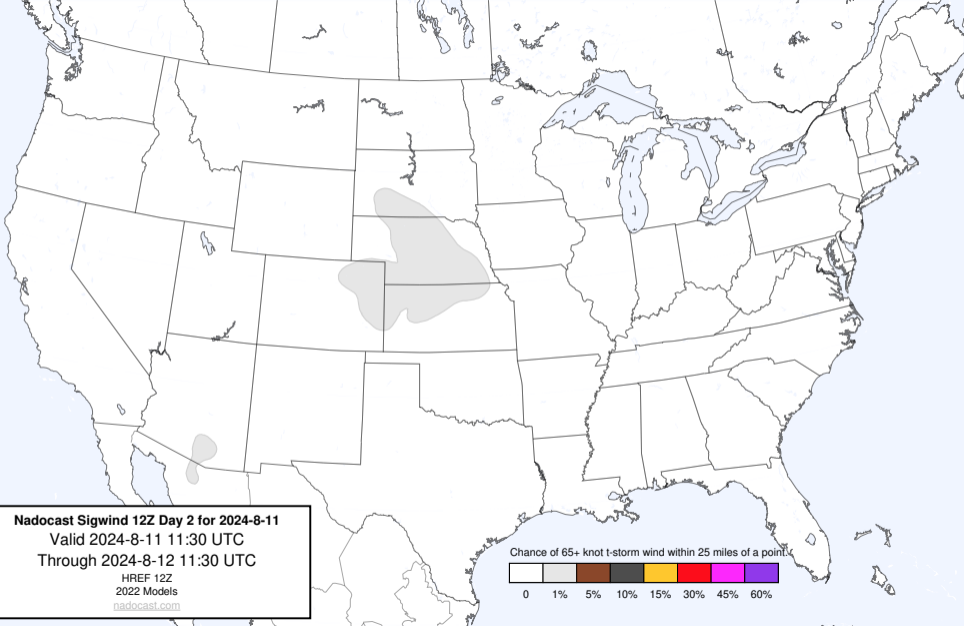 Nadocast Sigwind 12Z Day 2 for 2024-8-11
Valid 2024-8-11 11:30 UTC
Through 2024-8-12 11:30 UTC
HREF 12Z
2022 Models
nadocast.com
Chance of 65+ knot t-storm wind within 25 miles of a point.
0 1% 5% 10% 15% 30% 45% 60%